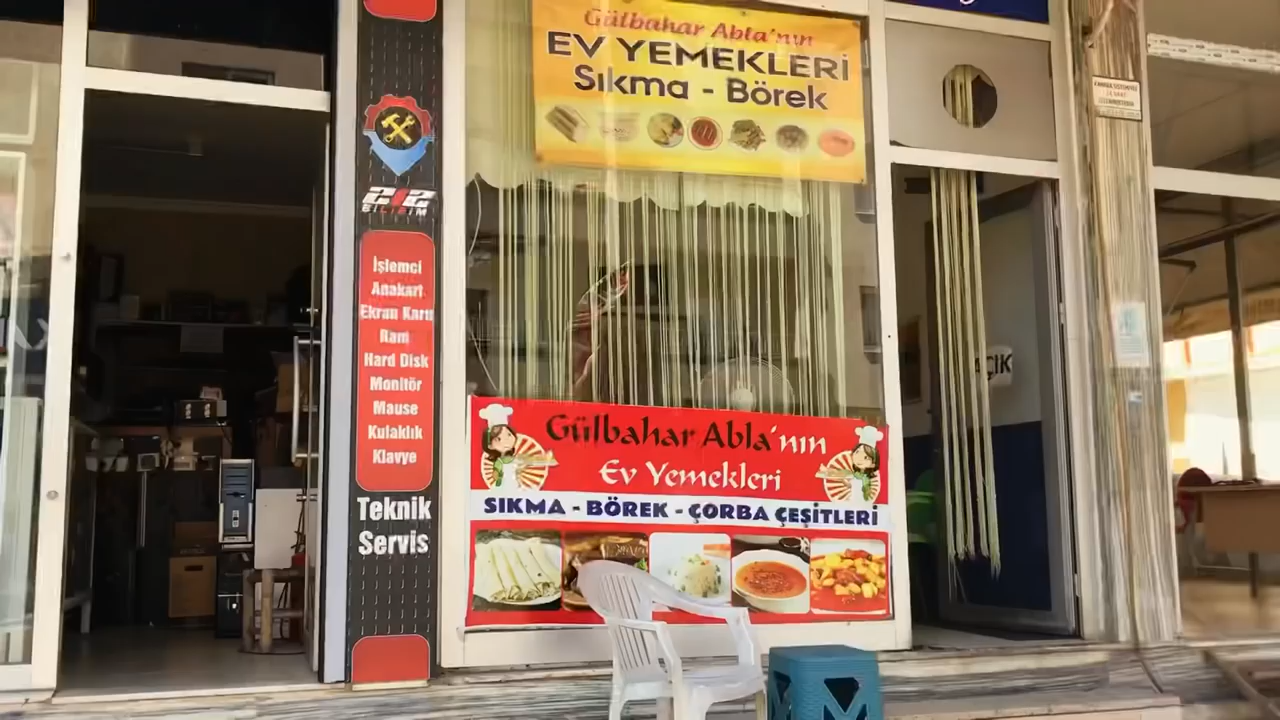 Gülbahar Abla'nın
EV YEMEKLERİ
Sıkma - Börek
212
BİLİŞİM
İşlemci
Anakart
Ekran Kartı
Ram
Hard Disk
Monitör
Mause
Kulaklık
Klavye
Teknik
Servis
AÇIK
Gülbahar Abla'nın
Ev Yemekleri
SIKMA - BÖREK - ÇORBA ÇEŞİTLERİ